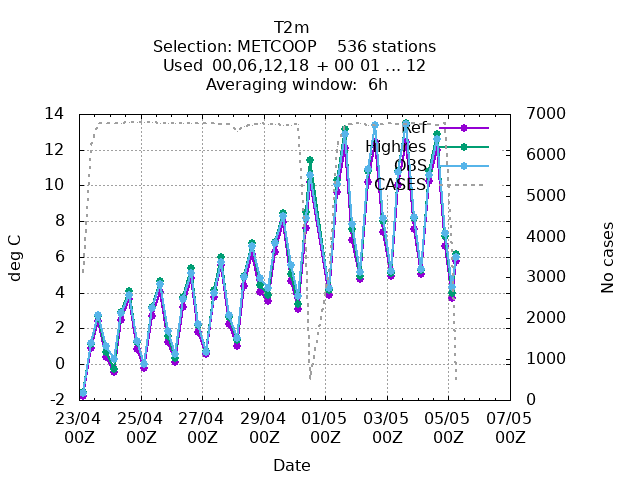 T2m
Selection: METCOOP    536 stations
Used  00,06,12,18  + 00 01 ... 12
Averaging window:  6h
14
12
10
8
6
4
2
0
-2
deg C
7000
6000
5000
4000
3000
2000
1000
0
No cases
Ref
Highres
OBS
CASES
23/04 25/04 27/04 29/04 01/05 03/05 05/05 07/05
00Z 00Z 00Z 00Z 00Z 00Z 00Z 00Z
Date